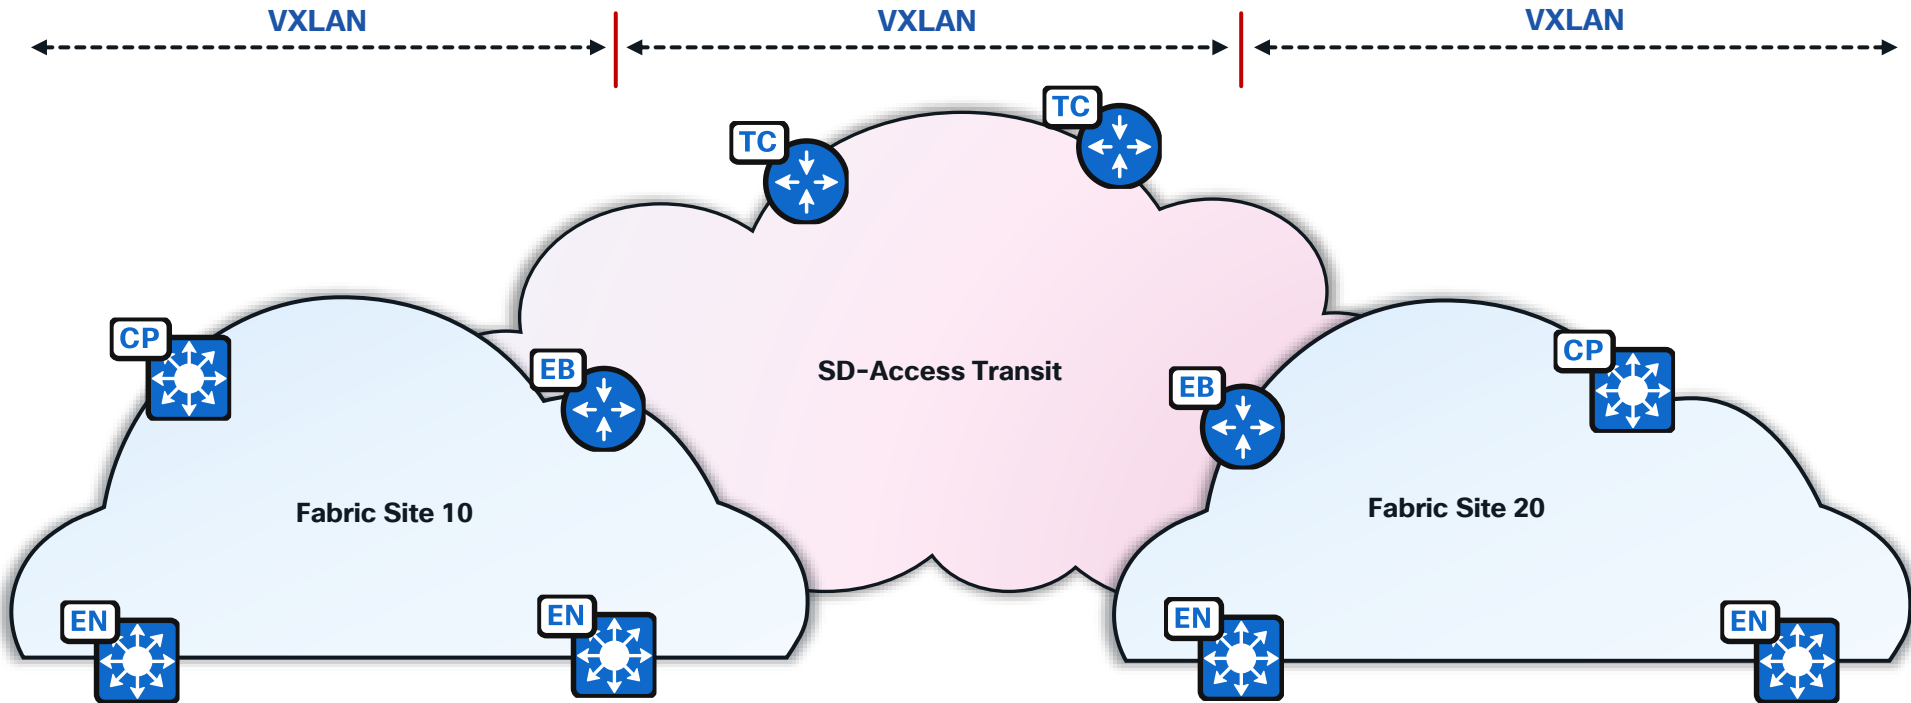 VXLAN
VXLAN
VXLAN
TC
TC
CP
EB
SD-Access Transit
EB
CP
Fabric Site 10
Fabric Site 20
EN
EN
EN
EN